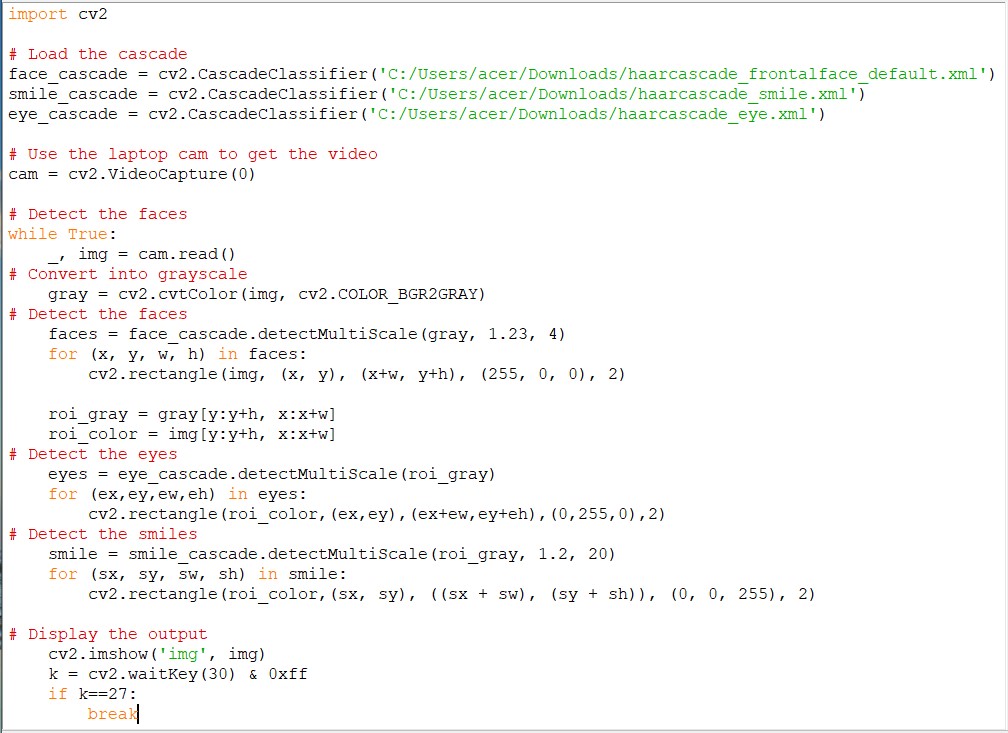 import cv2

# Load the cascade
face_cascade = cv2.CascadeClassifier('C:/Users/acer/Downloads/haarcascade_frontalface_default.xml')
smile_cascade = cv2.CascadeClassifier('C:/Users/acer/Downloads/haarcascade_smile.xml')
eye_cascade = cv2.CascadeClassifier('C:/Users/acer/Downloads/haarcascade_eye.xml')

# Use the laptop cam to get the video
cam = cv2.VideoCapture(0)

# Detect the faces
while True:
    _, img = cam.read()
# Convert into grayscale
    gray = cv2.cvtColor(img, cv2.COLOR_BGR2GRAY)
# Detect the faces
    faces = face_cascade.detectMultiScale(gray, 1.23, 4)
    for (x, y, w, h) in faces:
        cv2.rectangle(img, (x, y), (x+w, y+h), (255, 0, 0), 2)

    roi_gray = gray[y:y+h, x:x+w]
    roi_color = img[y:y+h, x:x+w]
# Detect the eyes
    eyes = eye_cascade.detectMultiScale(roi_gray)
    for (ex,ey,ew,eh) in eyes:
        cv2.rectangle(roi_color,(ex,ey),(ex+ew,ey+eh),(0,255,0),2)
# Detect the smiles
    smile = smile_cascade.detectMultiScale(roi_gray, 1.2, 20)
    for (sx, sy, sw, sh) in smile:
        cv2.rectangle(roi_color,(sx, sy), ((sx + sw), (sy + sh)), (0, 0, 255), 2)

# Display the output
    cv2.imshow('img', img)
    k = cv2.waitKey(30) & 0xff
    if k==27:
        break